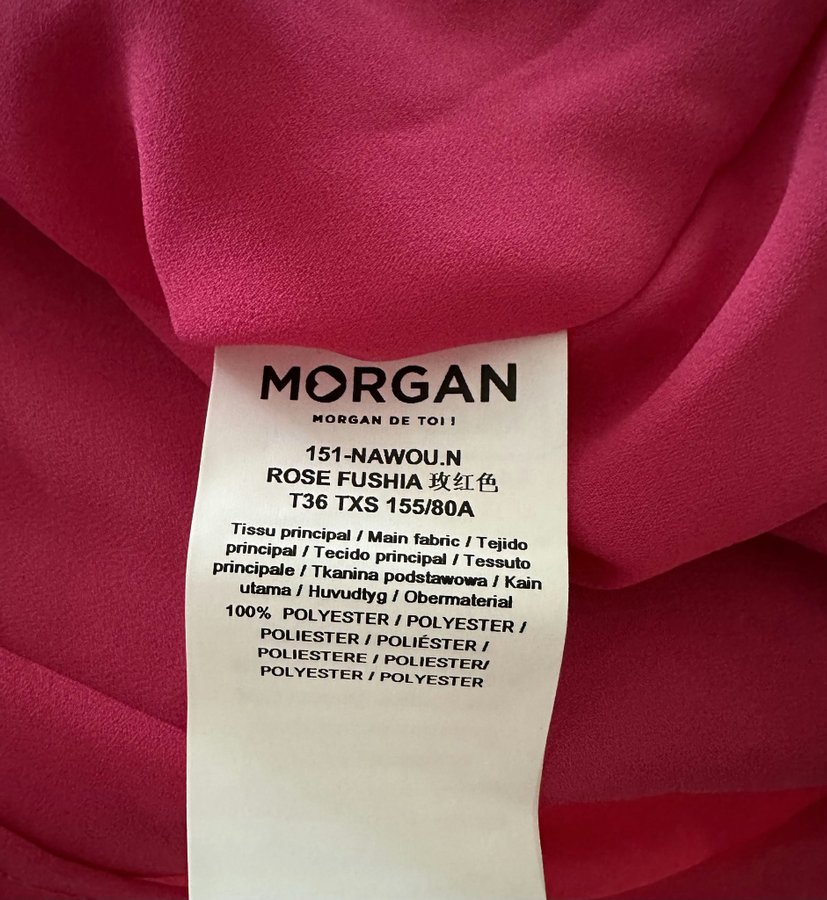 MORGAN
MORGAN DE TOI !
151-NAWOU.N
ROSE FUSHIA 玫红色
T36 TXS 155/80A
Tissu principal / Main fabric / Tejido
principal / Tecido principal / Tessuto
principale / Tkanina podstawowa / Kain
utama / Huvudtyg / Obermaterial
100% POLYESTER / POLYESTER /
POLIESTER / POLIÉSTER /
POLIESTERE / POLIESTER/
POLYESTER / POLYESTER